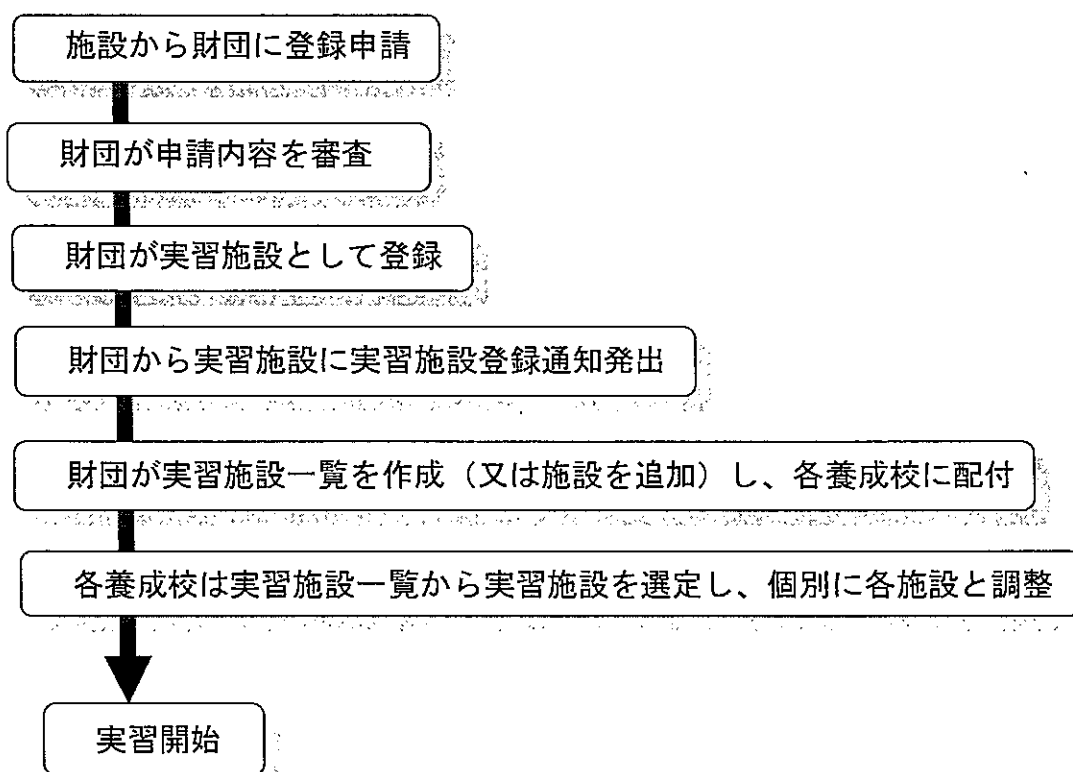 施設から財団に登録申請
財団が申請内容を審査
財団が実習施設として登録
財団から実習施設に実習施設登録通知発出
財団が実習施設一覧を作成（又は施設を追加）し、各養成校に配付
各養成校は実習施設一覧から実習施設を選定し、個別に各施設と調整
実習開始